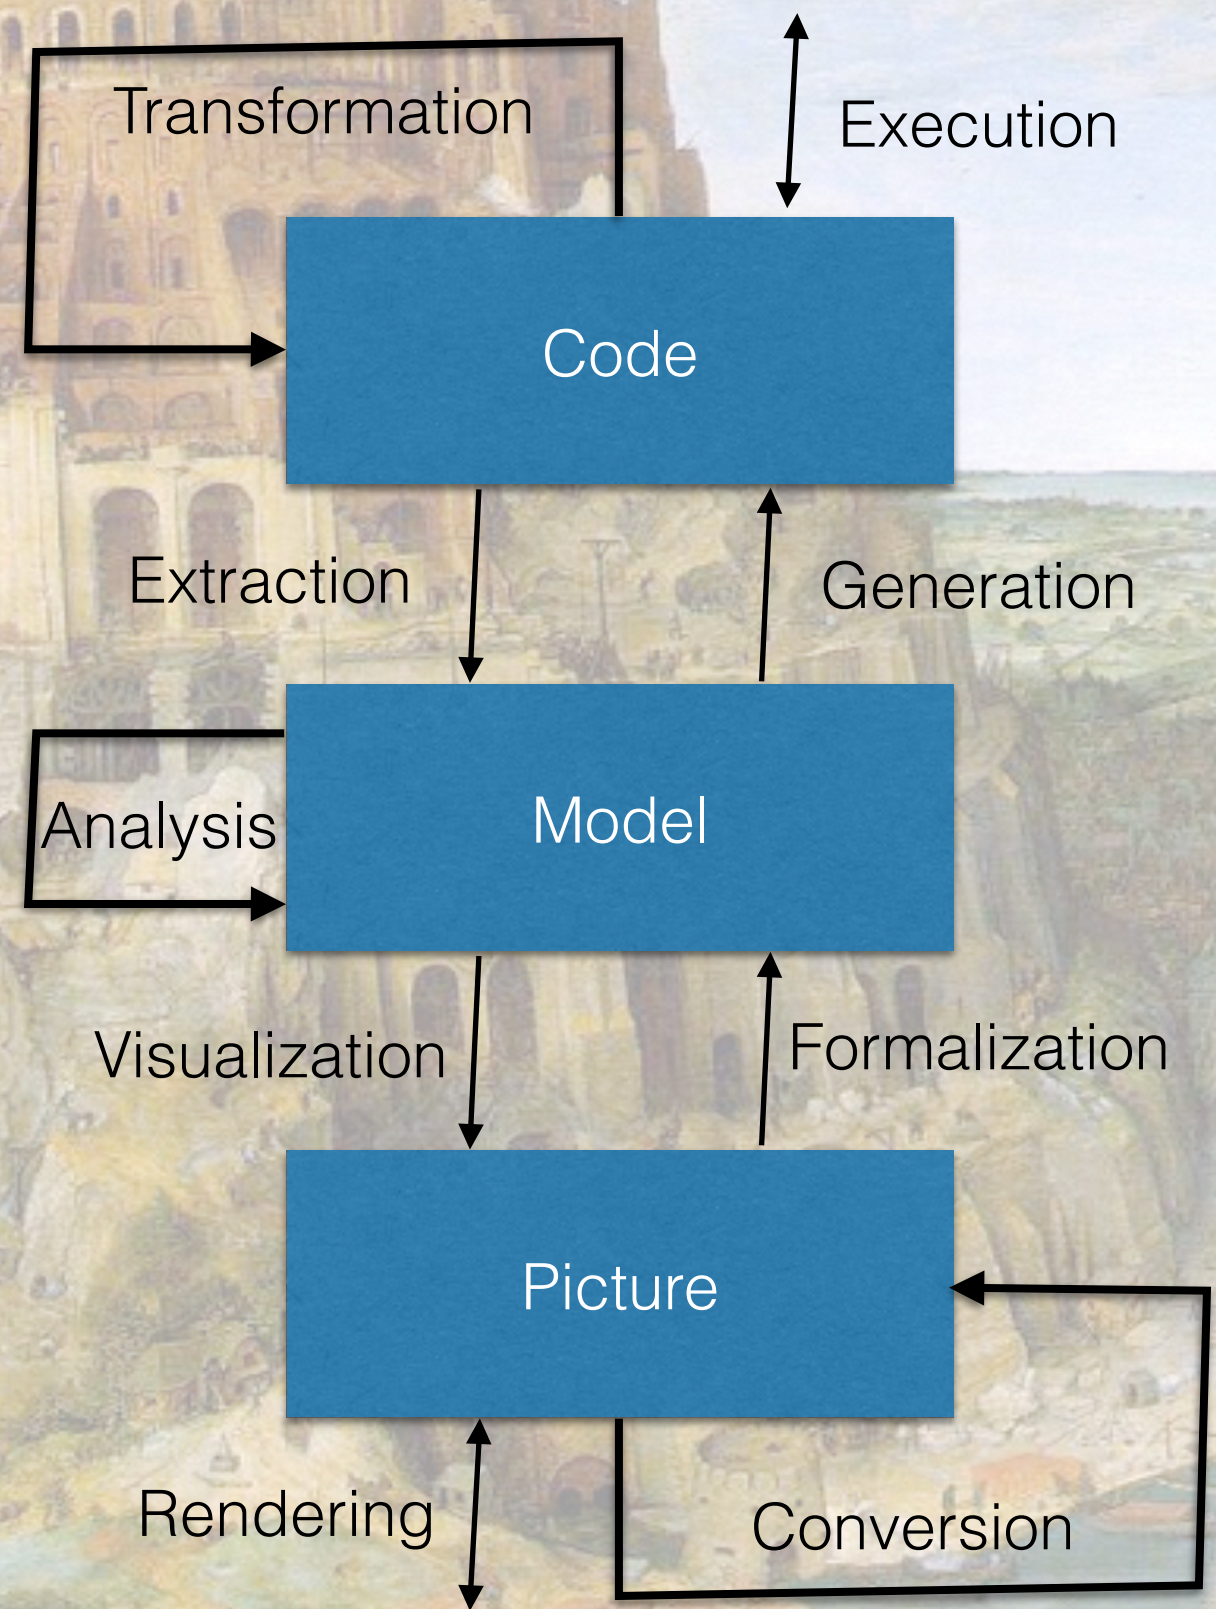 Transformation
Execution
Code
Extraction
Generation
Model
Analysis
Visualization
Formalization
Picture
Rendering
Conversion